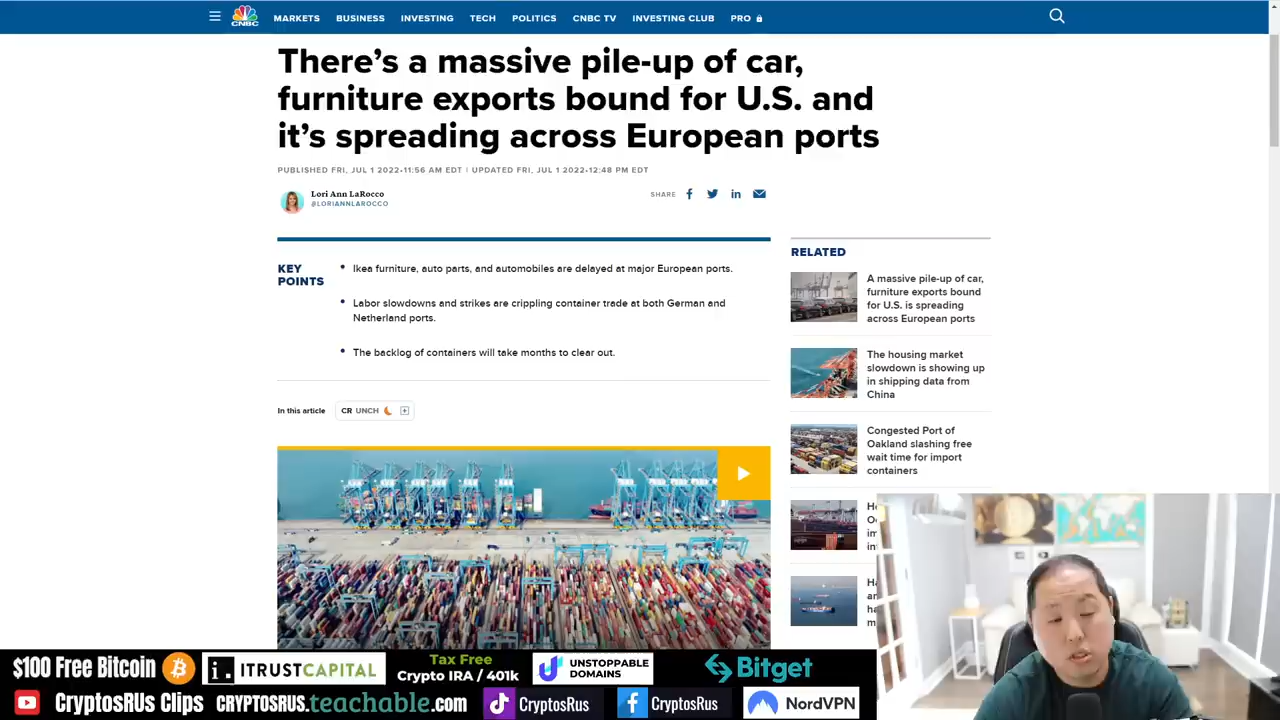 CNBC
MARKETS BUSINESS INVESTING TECH POLITICS CNBC TV INVESTING CLUB PRO
There's a massive pile-up of car,
furniture exports bound for U.S. and
it's spreading across European ports
PUBLISHED FRI, JUL 1 2022•11:56 AM EDT | UPDATED FRI, JUL 1 2022•12:48 PM EDT
Lori Ann LaRocco
@LORIANNLAROCCO
SHARE
KEY
POINTS
• Ikea furniture, auto parts, and automobiles are delayed at major European ports.
• Labor slowdowns and strikes are crippling container trade at both German and
Netherland ports.
• The backlog of containers will take months to clear out.
In this article
CR UNCH
RELATED
A massive pile-up of car,
furniture exports bound
for U.S. is spreading
across European ports
The housing market
slowdown is showing up
in shipping data from
China
Congested Port of
Oakland slashing free
wait time for import
containers
$100 Free Bitcoin
i. ITRUSTCAPITAL
Tax Free
Crypto IRA / 401k
UNSTOPPABLE
DOMAINS
Bitget
CryptosRUs Clips
CRYPTOSRUS.teachable.com
CryptosRus
CryptosRus
NordVPN